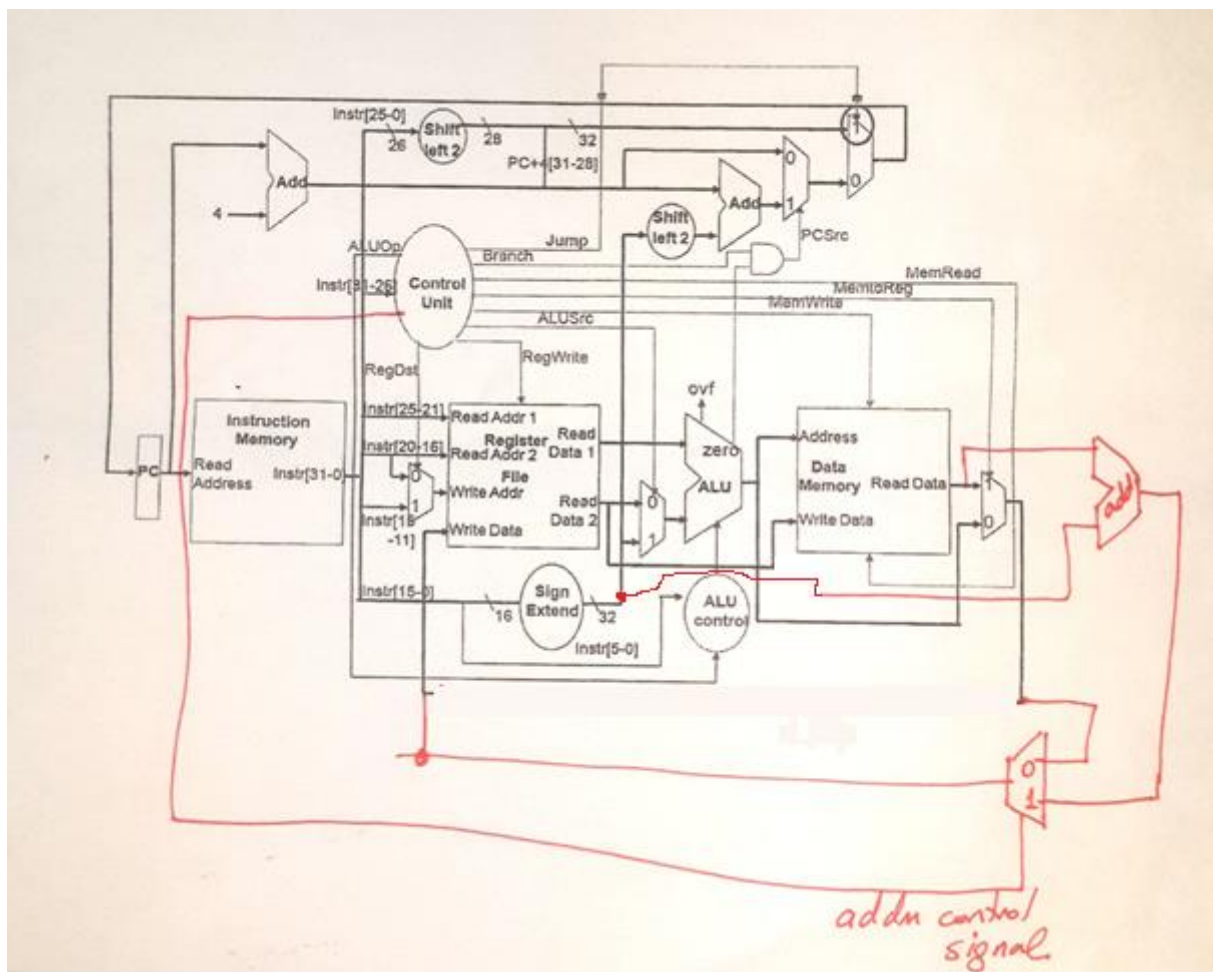 Instr[25-0]
Shift
left 2
26
28
32
PC+4[31-28]
Add
4
0
1
Add
0
1
Shift
left 2
PCSrc
ALUOp
Jump
Branch
MemRead
Instr[31-26]
Control
Unit
MemtoReg
MemWrite
ALUSrc
RegDst
RegWrite
ovf
Instruction
Memory
Read
Address
Instr[31-0]
PC
Instr[25-21]
Read Addr 1
Register
Read
Data 1
Instr[20-16]
Read Addr 2
File
0
1
Write Addr
Read
Data 2
Instr[15
-11]
Write Data
0
1
zero
ALU
Address
Data
Memory
Read Data
Write Data
1
0
add
Instr[15-0]
Sign
Extend
16
32
ALU
control
Instr[5-0]
0
1
addm control
signal